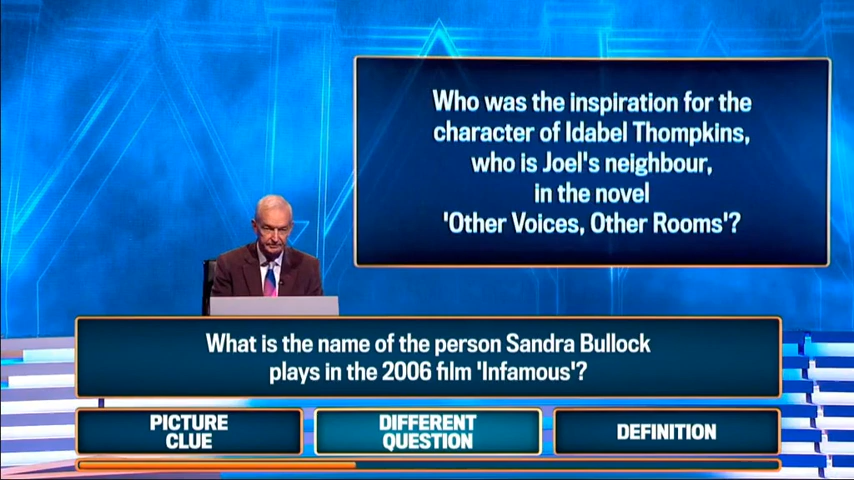 Who was the inspiration for the
character of Idabel Thompkins,
who is Joel's neighbour,
in the novel
'Other Voices, Other Rooms'?
What is the name of the person Sandra Bullock
plays in the 2006 film 'Infamous'?
PICTURE
CLUE
DIFFERENT
QUESTION
DEFINITION